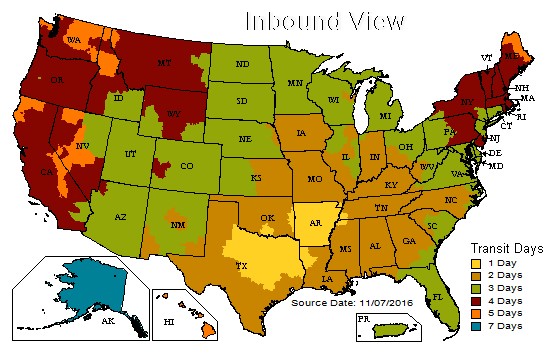 Inbound View
WA
OR
CA
NV
ID
MT
WY
UT
CO
AZ
NM
ND
SD
NE
KS
OK
TX
MN
IA
MO
AR
LA
WI
IL
MI
IN
OH
KY
TN
MS
AL
GA
FL
SC
NC
VA
WV
PA
NY
VT
ME
NH
MA
RI
CT
NJ
DE
MD
AK
HI
PR
Source Date: 11/07/2016
Transit Days
1 Day
2 Days
3 Days
4 Days
5 Days
7 Days